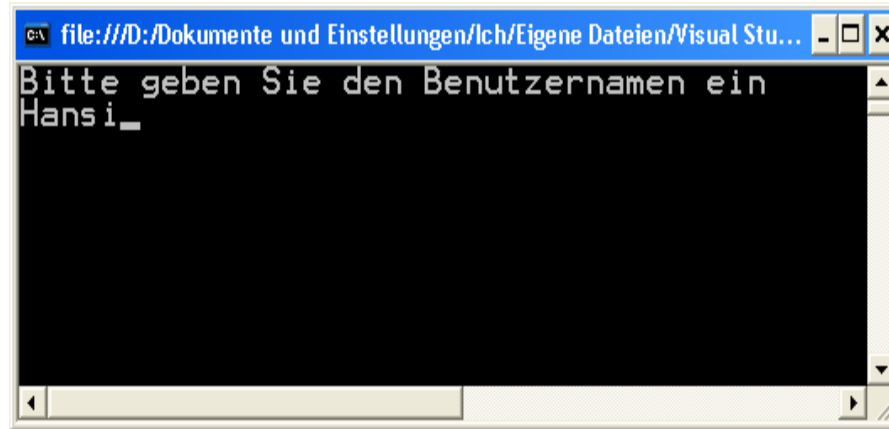 file:///D:/Dokumente und Einstellungen/Ich/Eigene Dateien/Visual Stu...
Bitte geben Sie den Benutzernamen ein
Hansi_